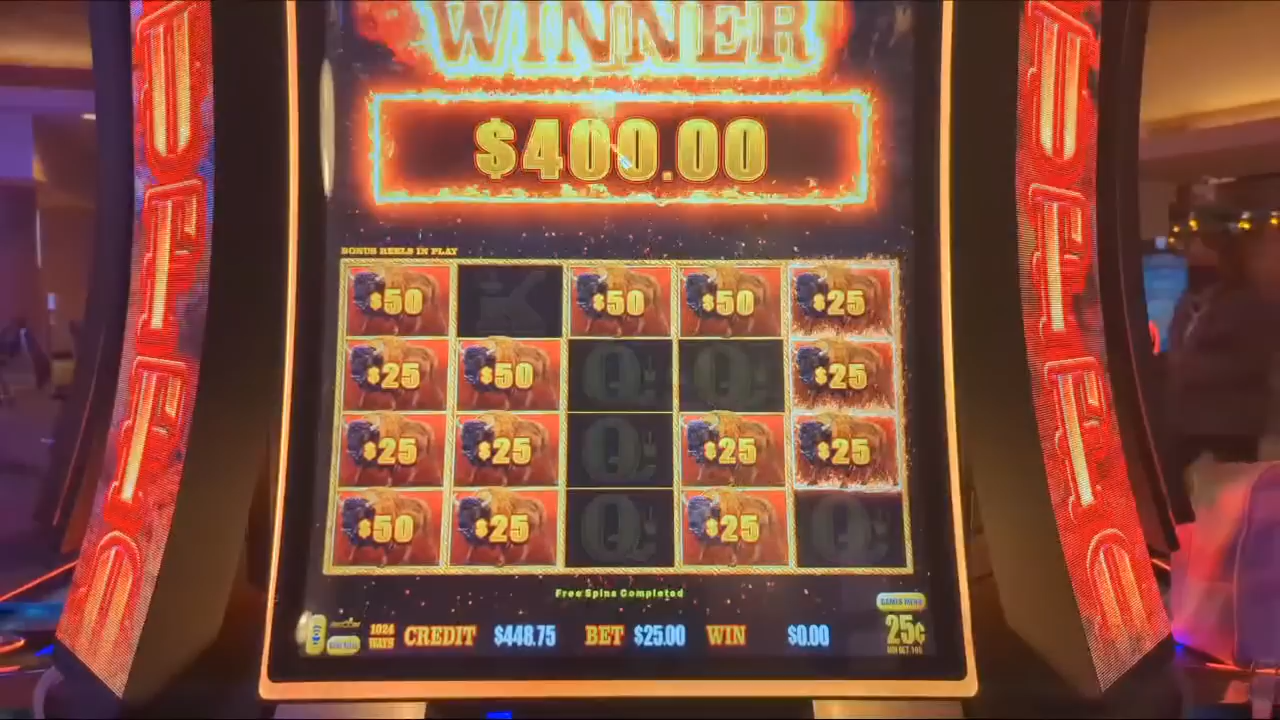 WINNER
$400.00
BONUS REELS IN PLAY
$50 K $50 $50 $25
$25 $50 Q Q $25
$25 $25 Q $25 $25
$50 $25 Q $25 Q
Free Spins Completed
GAMES MENU
1024 WAYS CREDIT $448.75 BET $25.00 WIN $0.00 25¢
UFFO
UFFO